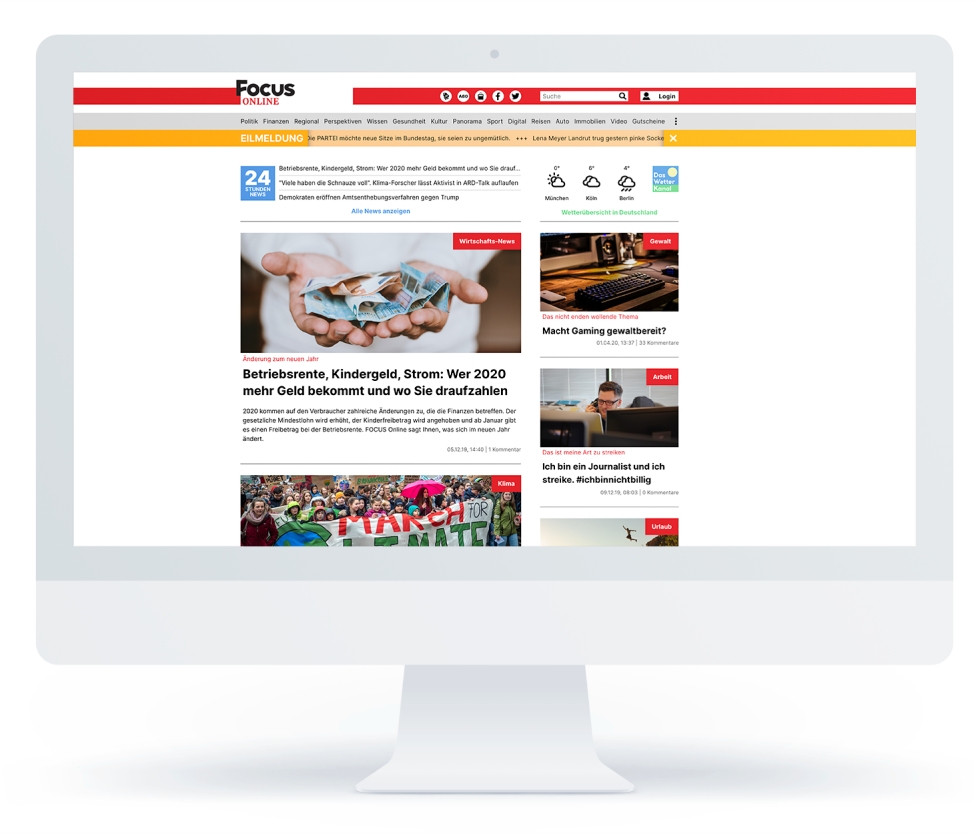 Focus
ONLINE
ABO
Suche
Login
Politik Finanzen Regional Perspektiven Wissen Gesundheit Kultur Panorama Sport Digital Reisen Auto Immobilien Video Gutscheine
EILMELDUNG
Die PARTEI möchte neue Sitze im Bundestag, sie seien zu ungemütlich. +++ Lena Meyer Landrut trug gestern pinke Socke
24
STUNDEN
NEWS
Betriebsrente, Kindergeld, Strom: Wer 2020 mehr Geld bekommt und wo Sie drauf...
"Viele haben die Schnauze voll". Klima-Forscher lässt Aktivist in ARD-Talk auflaufen
Demokraten eröffnen Amtsenthebungsverfahren gegen Trump
Alle News anzeigen
0° 6° 4°
München Köln Berlin
Das
Wetter
Kanal
Wetterübersicht in Deutschland
Wirtschafts-News
Änderung zum neuen Jahr
Betriebsrente, Kindergeld, Strom: Wer 2020
mehr Geld bekommt und wo Sie draufzahlen
2020 kommen auf den Verbraucher zahlreiche Änderungen zu, die die Finanzen betreffen. Der
gesetzliche Mindestlohn wird erhöht, der Kinderfreibetrag wird angehoben und ab Januar gibt
es einen Freibetrag bei der Betriebsrente. FOCUS Online sagt Ihnen, was sich im neuen Jahr
ändert.
05.12.19, 14:40 | 1 Kommentar
Klima
MARCH FOR
CLIMATE
Gewalt
Das nicht enden wollende Thema
Macht Gaming gewaltbereit?
01.04.20, 13:37 | 33 Kommentare
Arbeit
Das ist meine Art zu streiken
Ich bin ein Journalist und ich
streike. #ichbinnichtbillig
09.12.19, 08:03 | 0 Kommentare
Urlaub